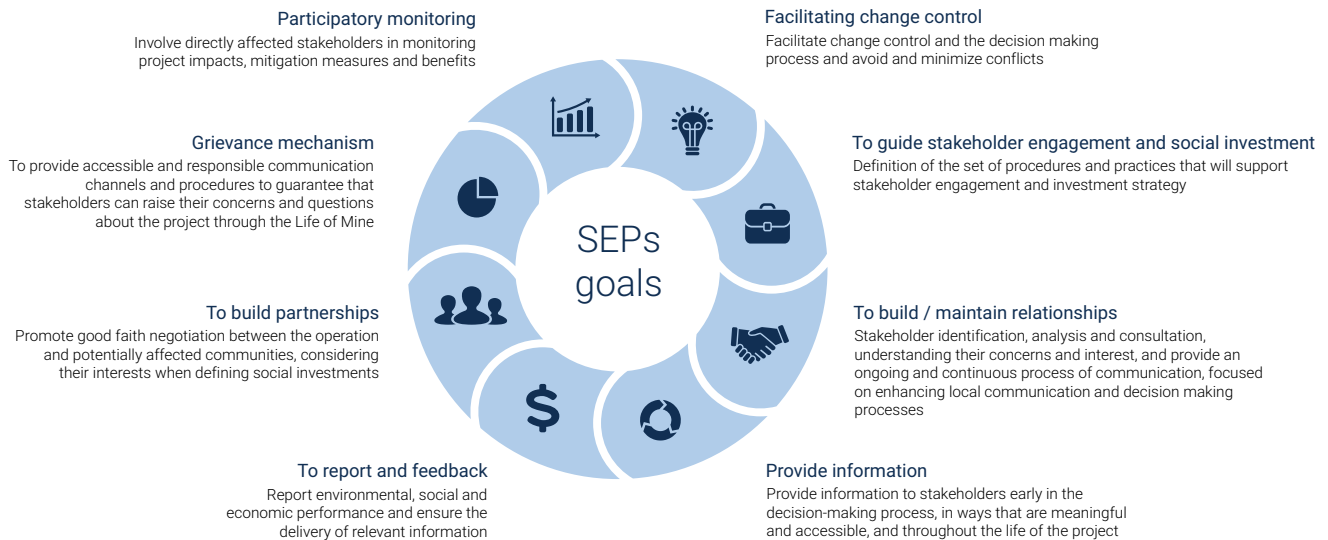 Participatory monitoring
Involve directly affected stakeholders in monitoring
project impacts, mitigation measures and benefits
Facilitating change control
Facilitate change control and the decision making
process and avoid and minimize conflicts
Grievance mechanism
To provide accessible and responsible communication
channels and procedures to guarantee that
stakeholders can raise their concerns and questions
about the project through the Life of Mine
To guide stakeholder engagement and social investment
Definition of the set of procedures and practices that will support
stakeholder engagement and investment strategy
SEPs
goals
To build partnerships
Promote good faith negotiation between the operation
and potentially affected communities, considering
their interests when defining social investments
To build / maintain relationships
Stakeholder identification, analysis and consultation,
understanding their concerns and interest, and provide an
ongoing and continuous process of communication, focused
on enhancing local communication and decision making
processes
$
To report and feedback
Report environmental, social and
economic performance and ensure the
delivery of relevant information
Provide information
Provide information to stakeholders early in the
decision-making process, in ways that are meaningful
and accessible, and throughout the life of the project